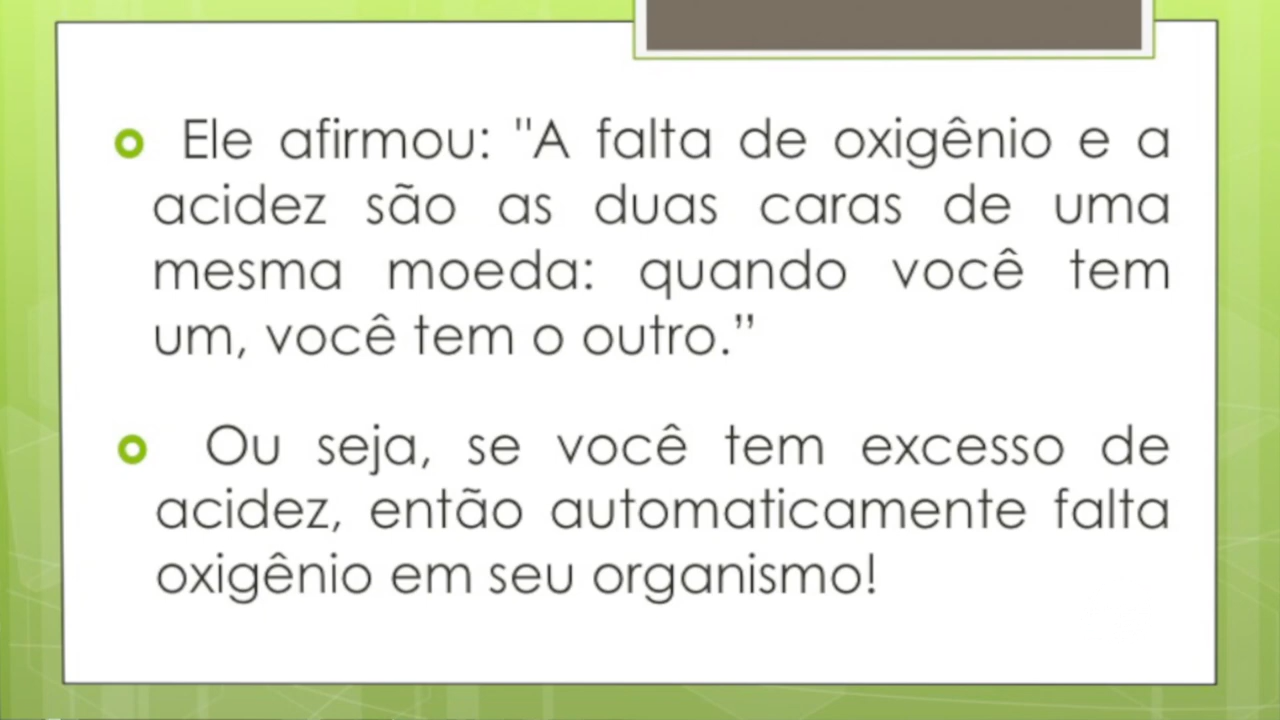 Ele afirmou: "A falta de oxigênio e a
acidez são as duas caras de uma
mesma moeda: quando você tem
um, você tem o outro.”
Ou seja, se você tem excesso de
acidez, então automaticamente falta
oxigênio em seu organismo!